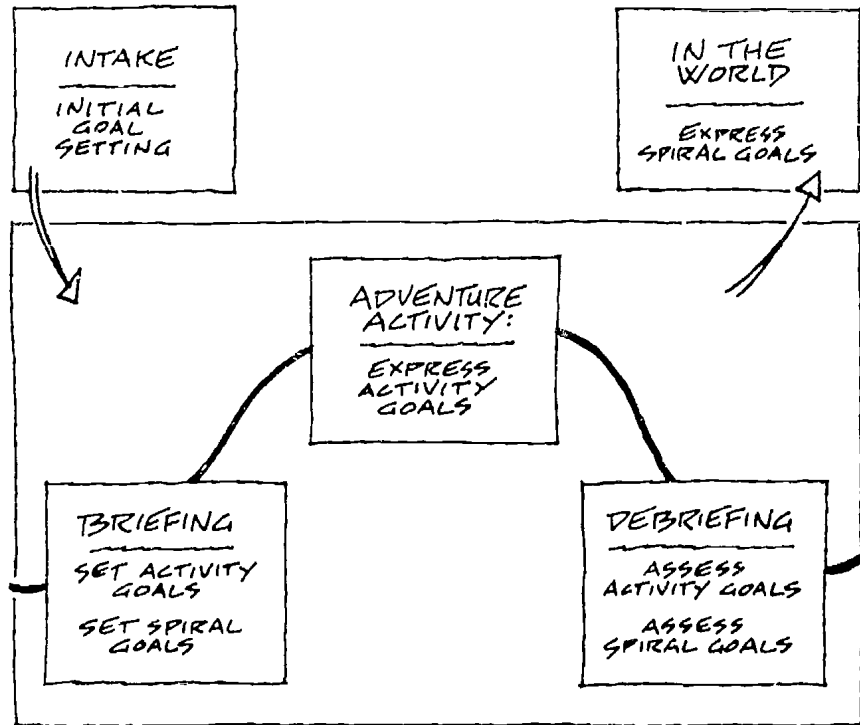 INTAKE
INITIAL
GOAL
SETTING
IN THE
WORLD
EXPRESS
SPIRAL GOALS
ADVENTURE
ACTIVITY:
EXPRESS
ACTIVITY
GOALS
BRIEFING
SET ACTIVITY
GOALS
SET SPIRAL
GOALS
DEBRIEFING
ASSESS
ACTIVITY GOALS
ASSESS
SPIRAL GOALS